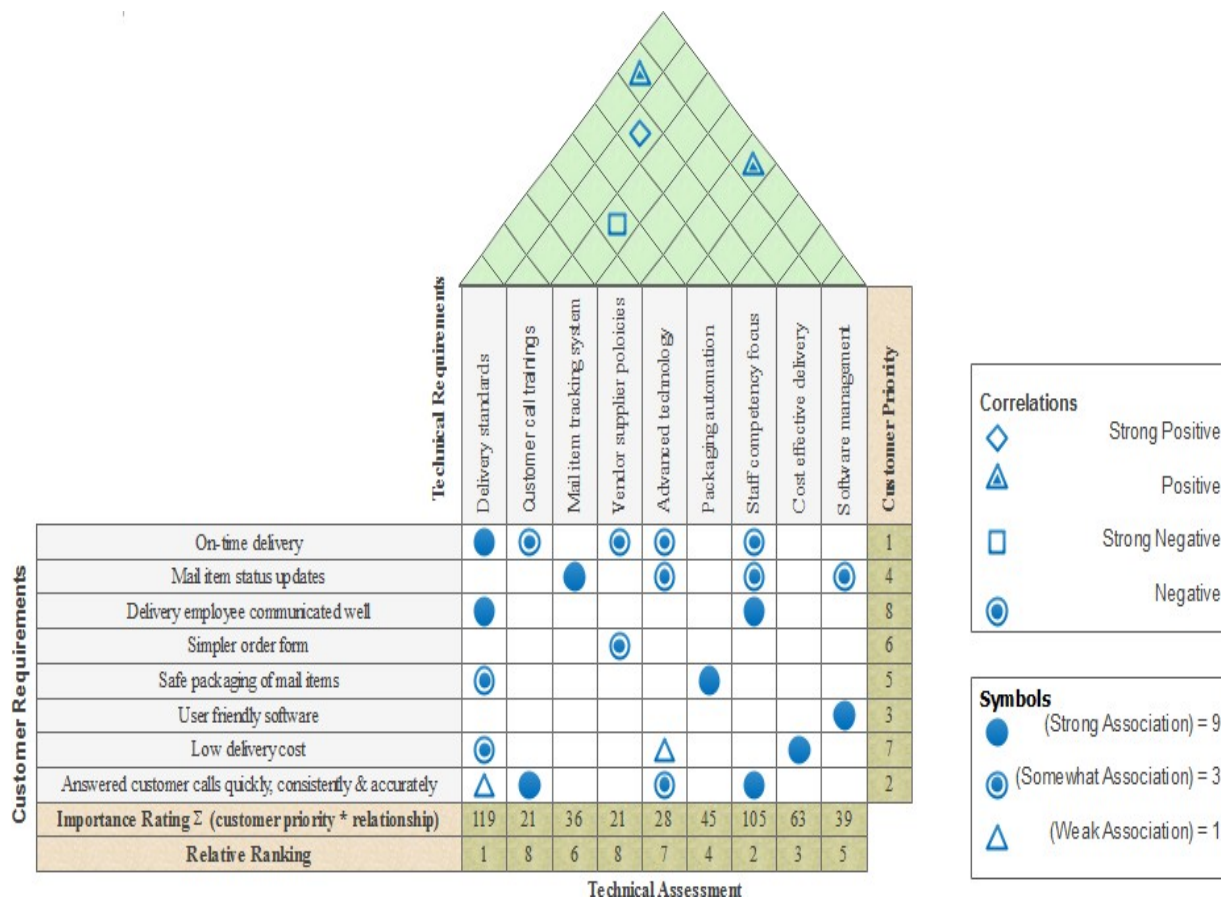 Technical Requirements
Delivery standards
Customer call trainings
Mail item tracking system
Vendor supplier poloicies
Advanced technology
Packaging automation
Staff competency focus
Cost effective delivery
Software management
Customer Priority
Customer Requirements
On-time delivery 1
Mail item status updates 4
Delivery employee communicated well 8
Simpler order form 6
Safe packaging of mail items 5
User friendly software 3
Low delivery cost 7
Answered customer calls quickly, consistently & accurately 2
Importance Rating Σ (customer priority * relationship) 119 21 36 21 28 45 105 63 39
Relative Ranking 1 8 6 8 7 4 2 3 5
Technical Assessment
Correlations
Strong Positive
Positive
Strong Negative
Negative
Symbols
(Strong Association) = 9
(Somewhat Association) = 3
(Weak Association) = 1